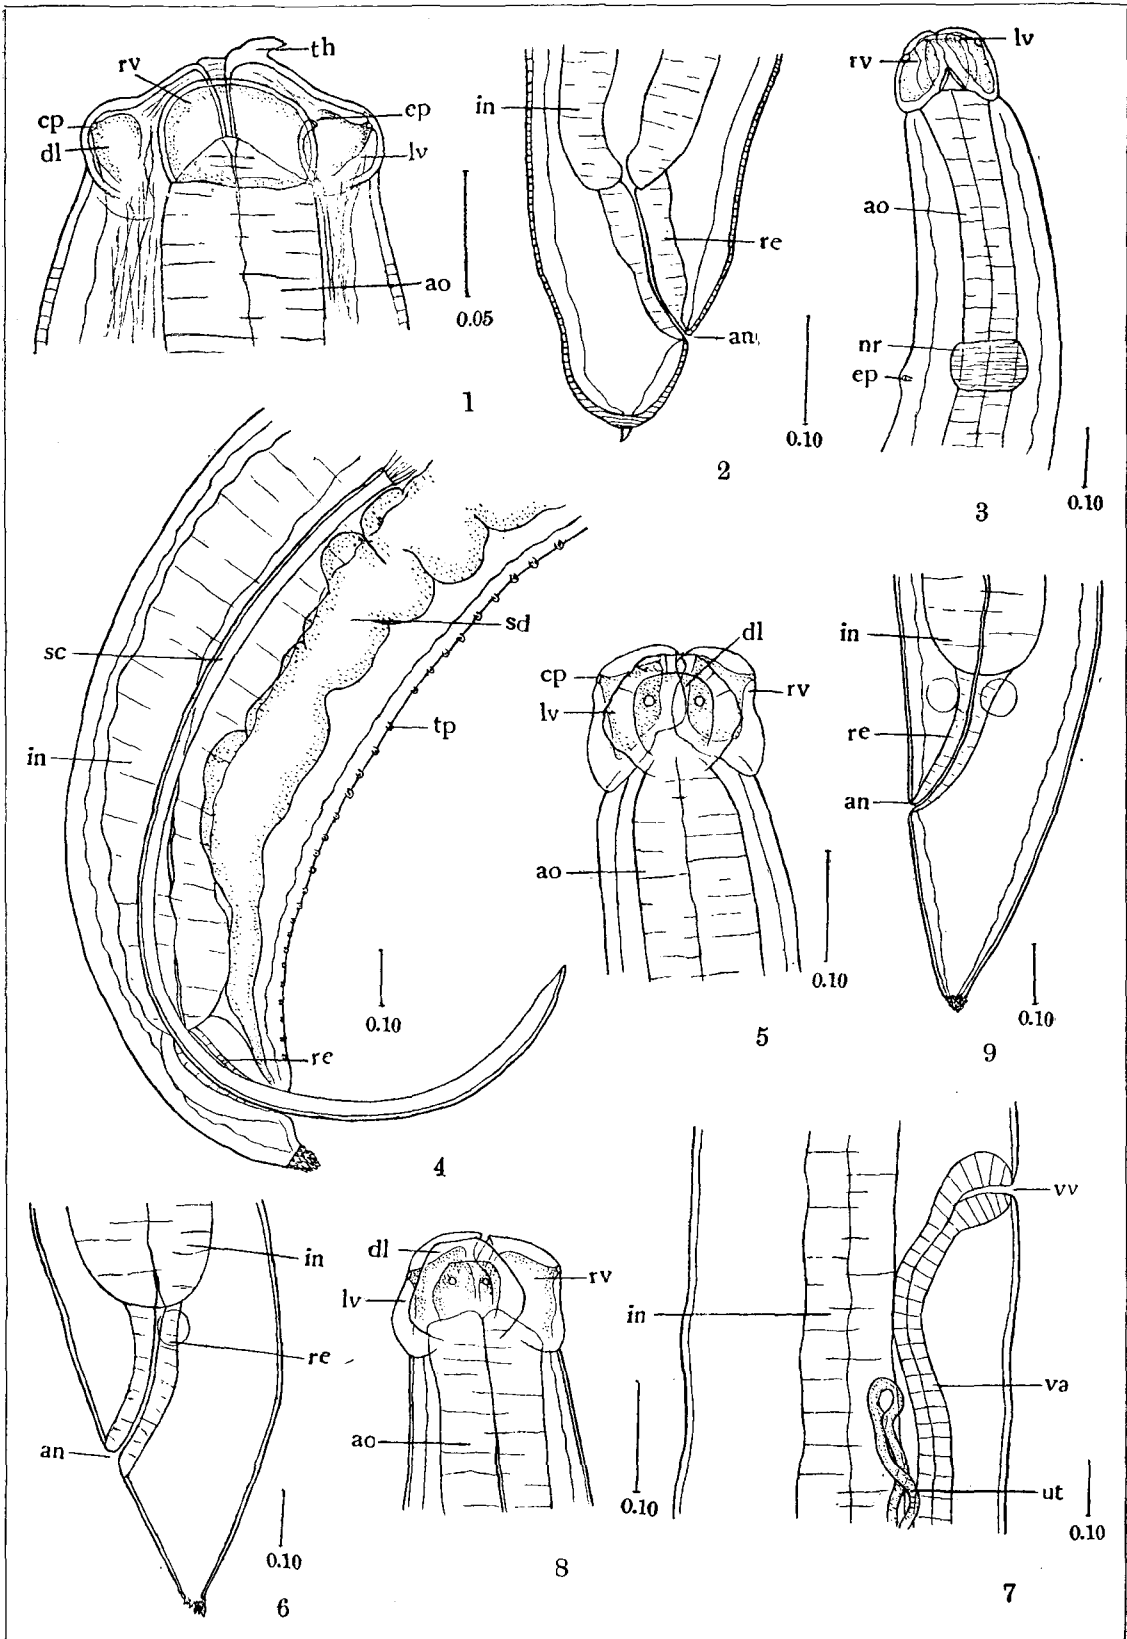 th
rv
cp
cp
dl
lv
ao
0.05
1
in
re
an
0.10
2
lv
rv
ao
nr
ep
0.10
3
sc
sd
tp
in
0.10
re
4
dl
cp
lv
rv
ao
0.10
5
in
re
an
0.10
9
in
re
an
0.10
6
dl
lv
rv
ao
0.10
8
vv
in
va
ut
0.10
7